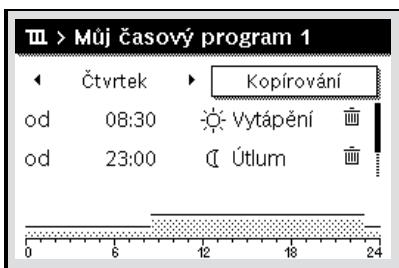 > Můj časový program 1
Čtvrtek Kopírování
od 08:30 Vytápění
od 23:00 Útlum
0 6 12 18 24